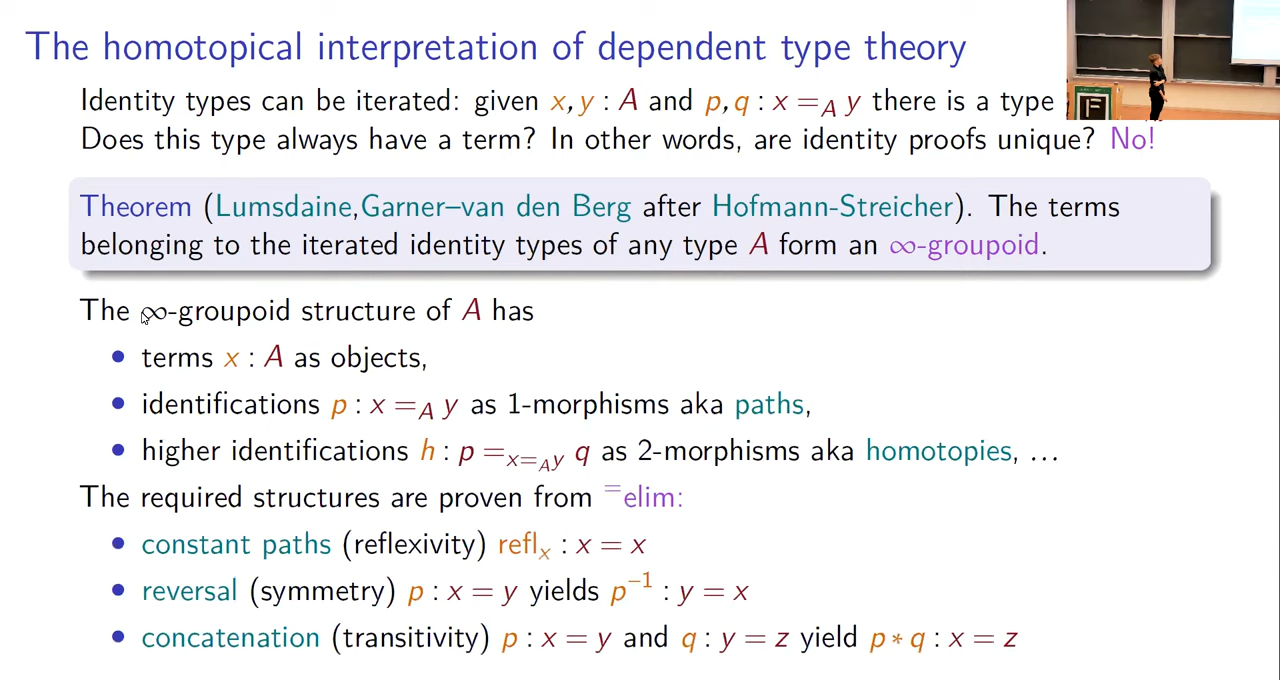 The homotopical interpretation of dependent type theory
Identity types can be iterated: given x, y : A and p, q : x =_A y there is a type
Does this type always have a term? In other words, are identity proofs unique? No!
Theorem (Lumsdaine,Garner–van den Berg after Hofmann-Streicher). The terms
belonging to the iterated identity types of any type A form an ∞-groupoid.
The ∞-groupoid structure of A has
• terms x : A as objects,
• identifications p : x =_A y as 1-morphisms aka paths,
• higher identifications h : p =_{x=_A y} q as 2-morphisms aka homotopies, …
The required structures are proven from ⁼elim:
• constant paths (reflexivity) refl_x : x = x
• reversal (symmetry) p : x = y yields p⁻¹ : y = x
• concatenation (transitivity) p : x = y and q : y = z yield p * q : x = z